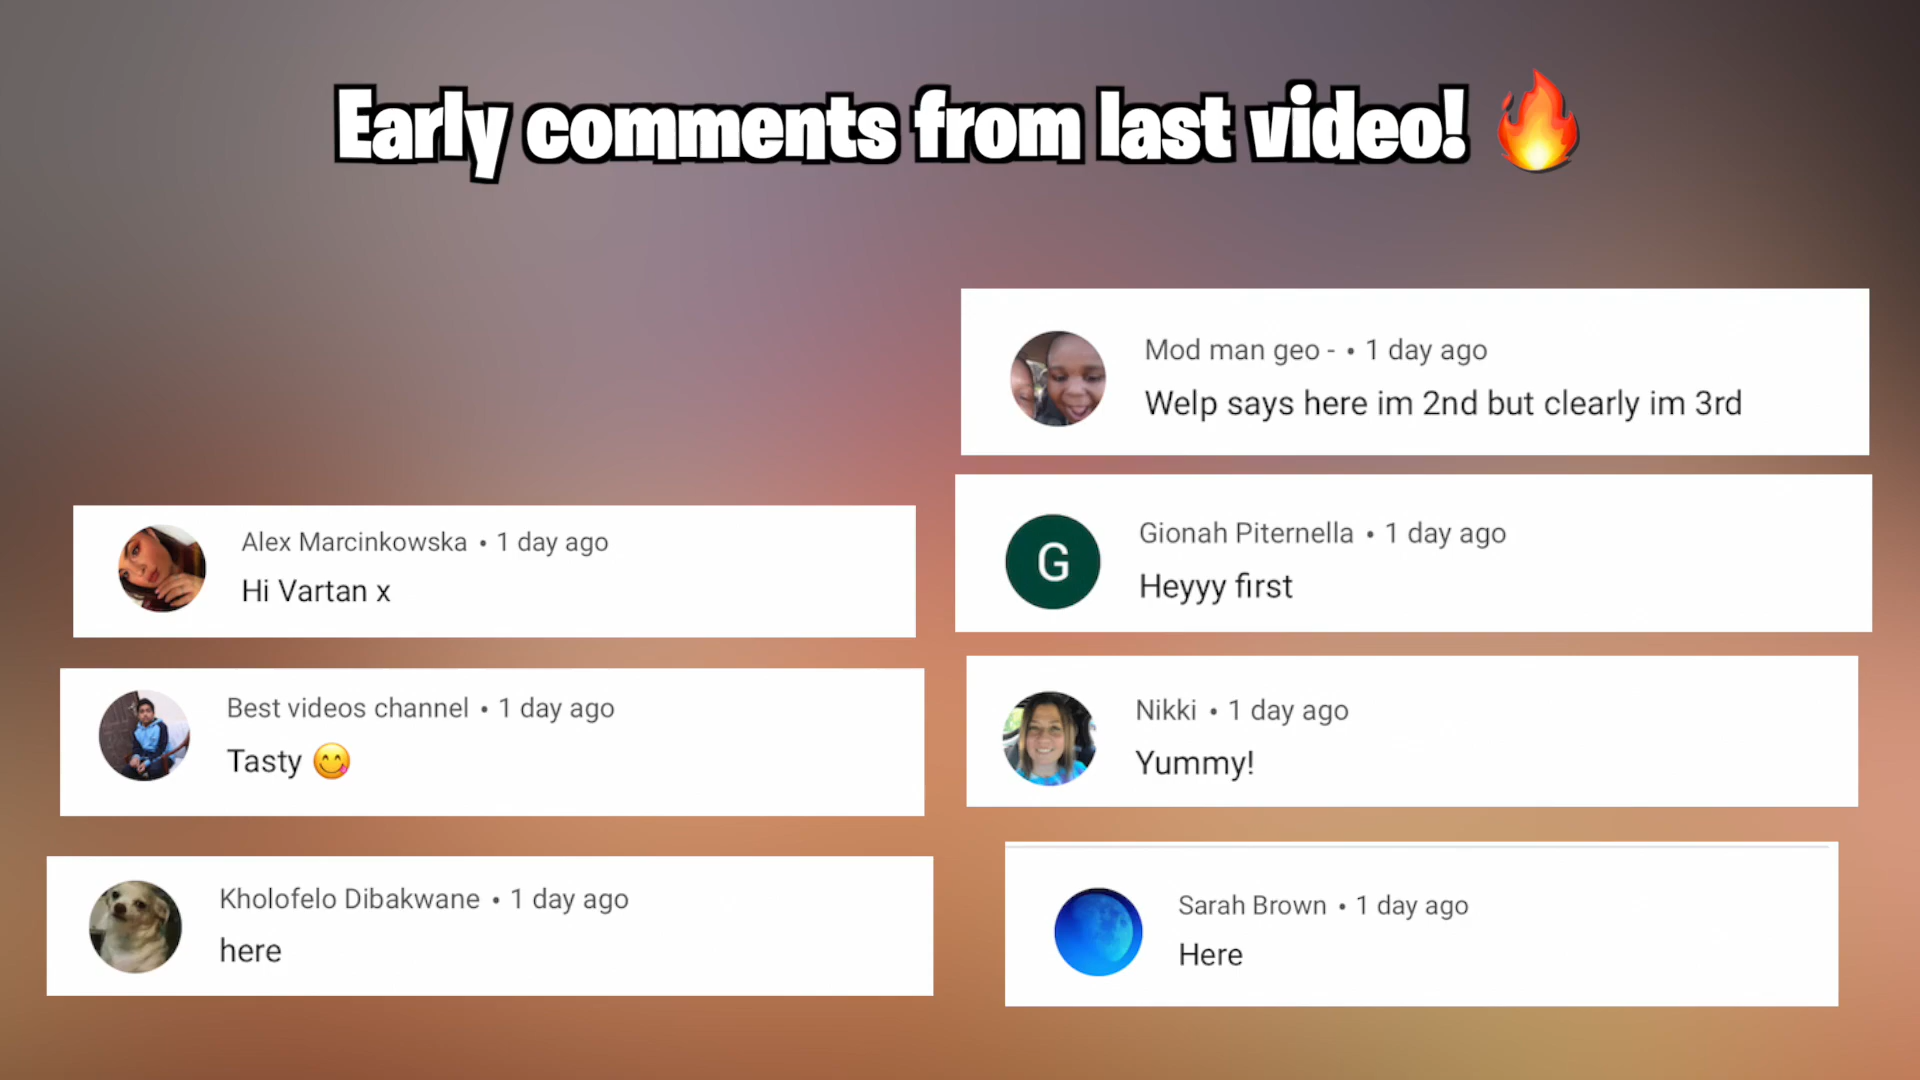 Early comments from last video! 🔥
Alex Marcinkowska • 1 day ago
Hi Vartan x
Best videos channel • 1 day ago
Tasty 😋
Kholofelo Dibakwane • 1 day ago
here
Mod man geo - • 1 day ago
Welp says here im 2nd but clearly im 3rd
G
Gionah Piternella • 1 day ago
Heyyy first
Nikki • 1 day ago
Yummy!
Sarah Brown • 1 day ago
Here